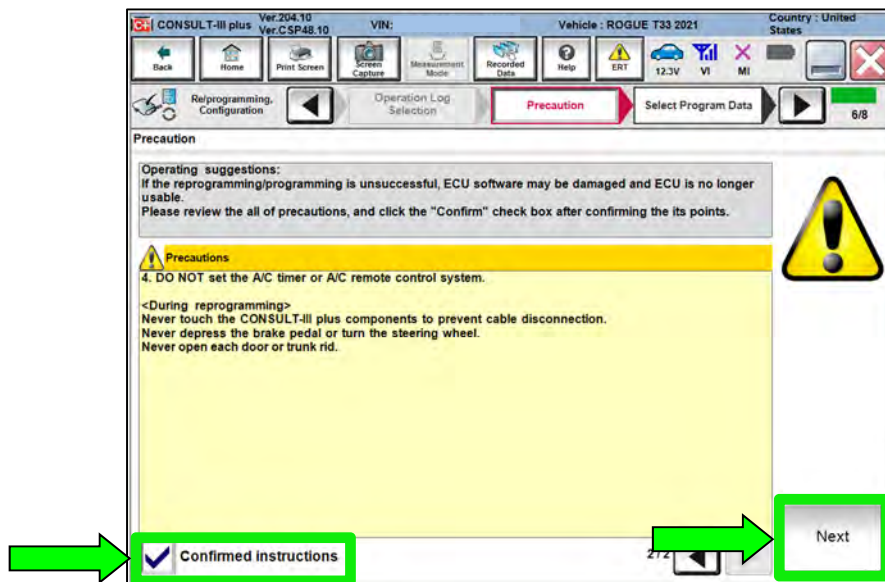 CONSULT-III plus Ver.204.10 Ver.CSP48.10 VIN: Vehicle : ROGUE T33 2021 Country : United States
Back Home Print Screen Screen Capture Measurement Mode Recorded Data Help ERT 12.3V VI MI
Re/programming, Configuration Operation Log Selection Precaution Select Program Data 6/8
Precaution
Operating suggestions:
If the reprogramming/programming is unsuccessful, ECU software may be damaged and ECU is no longer
usable.
Please review the all of precautions, and click the "Confirm" check box after confirming the its points.
Precautions
4. DO NOT set the A/C timer or A/C remote control system.
<During reprogramming>
Never touch the CONSULT-III plus components to prevent cable disconnection.
Never depress the brake pedal or turn the steering wheel.
Never open each door or trunk rid.
Next
Confirmed instructions 2/2